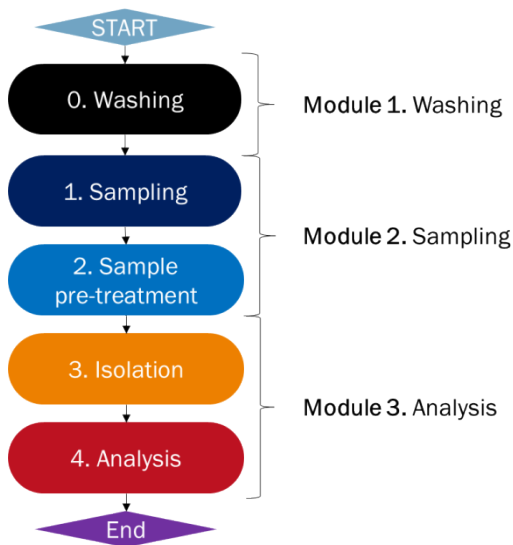 START
0. Washing
Module 1. Washing
1. Sampling
Module 2. Sampling
2. Sample
pre-treatment
3. Isolation
Module 3. Analysis
4. Analysis
End